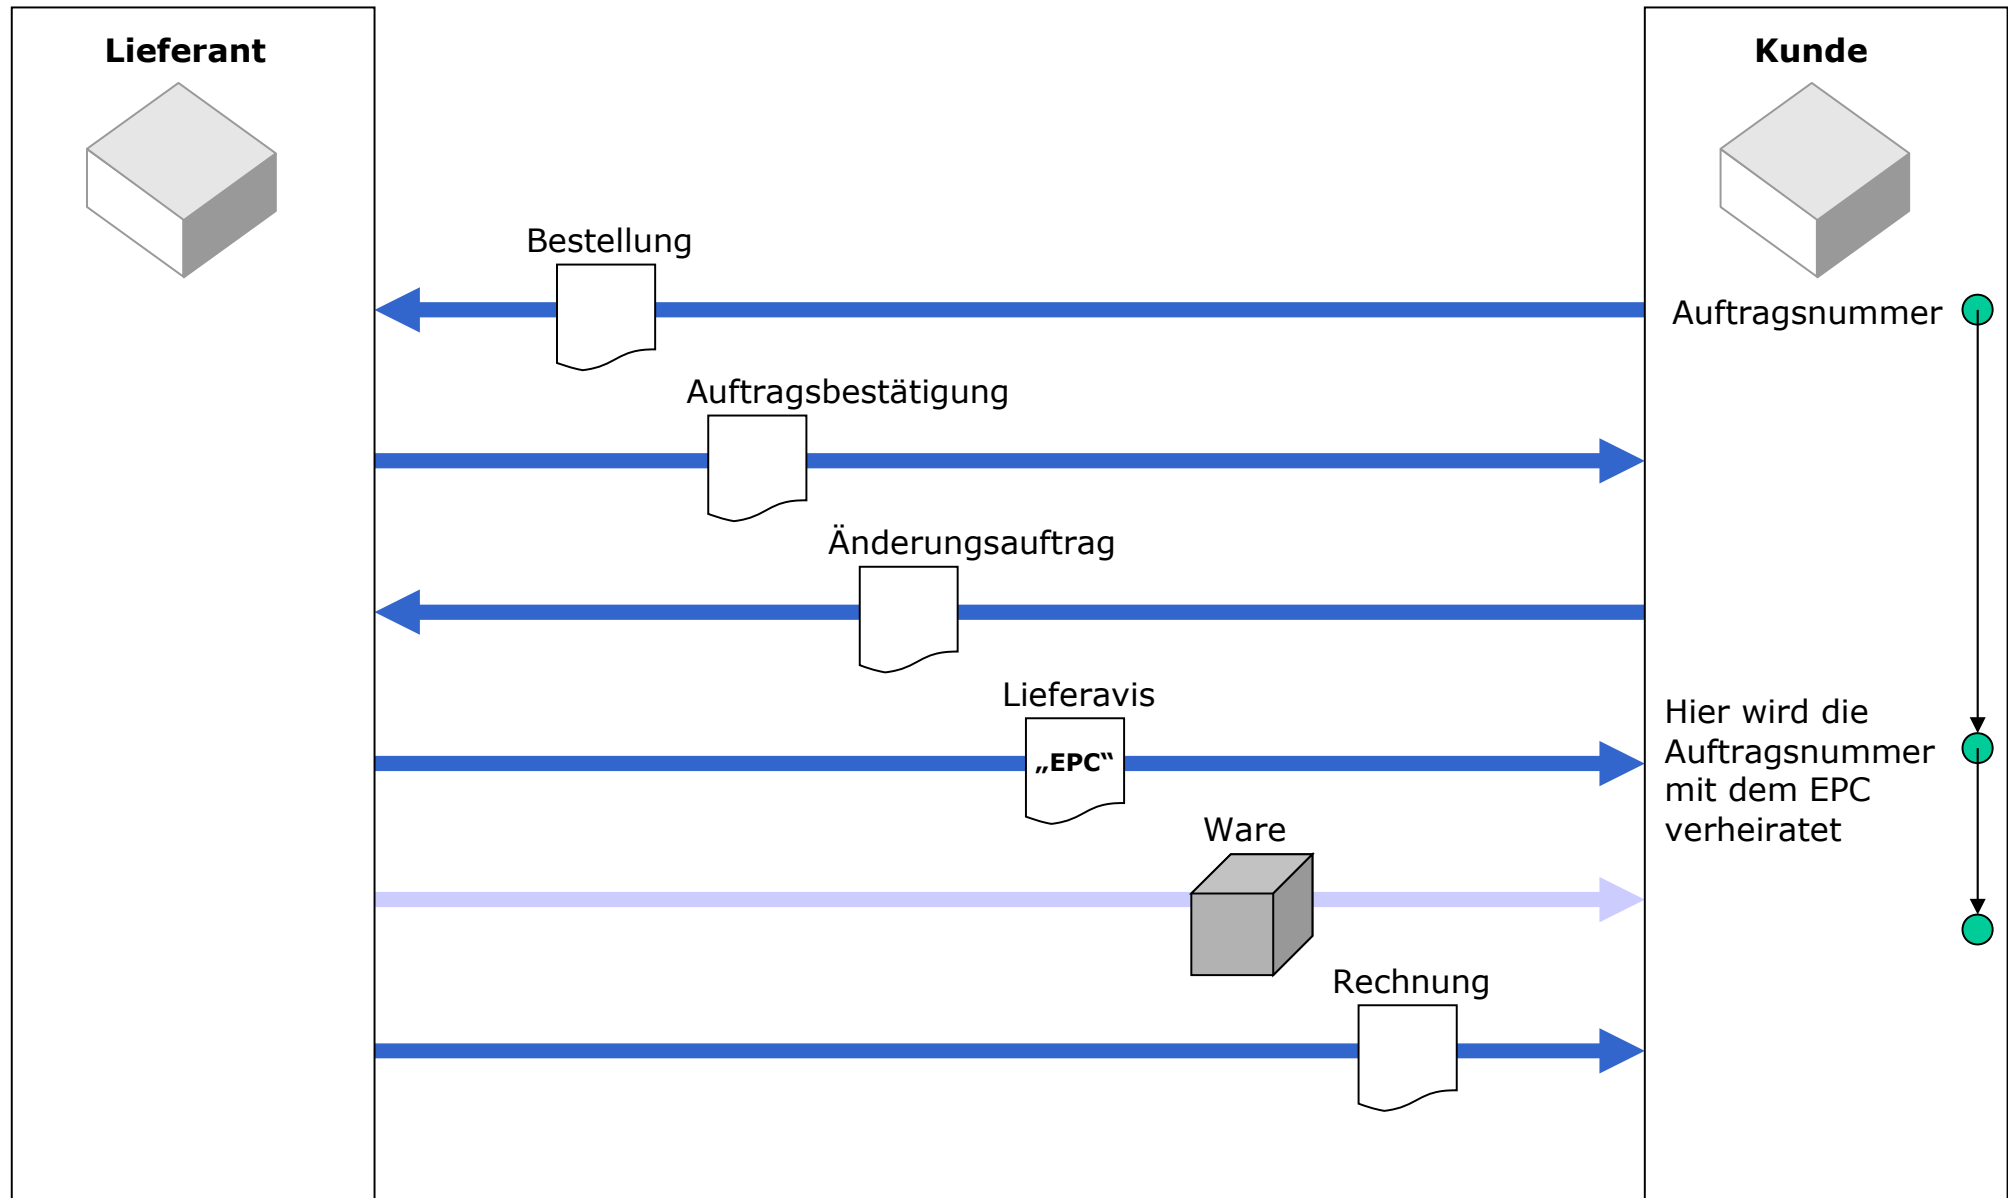 Lieferant
Kunde
Bestellung
Auftragsnummer
Auftragsbestätigung
Änderungsauftrag
Lieferavis
„EPC“
Hier wird die
Auftragsnummer
mit dem EPC
verheiratet
Ware
Rechnung